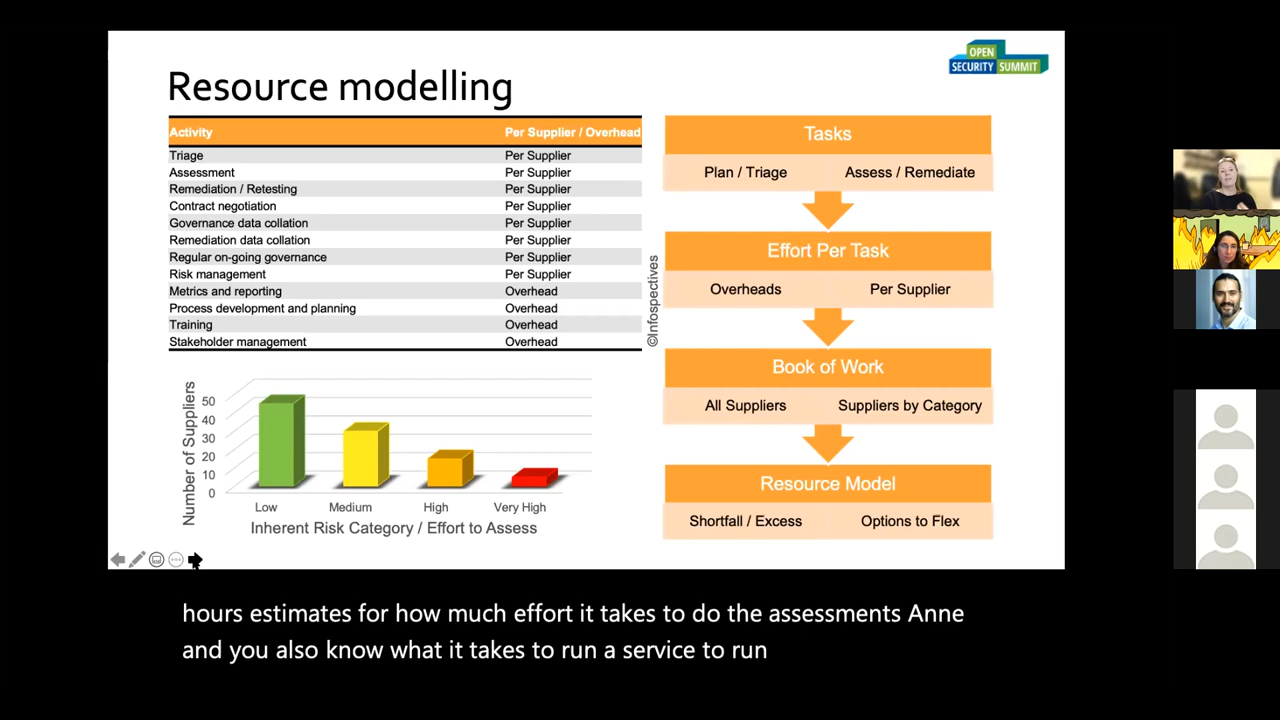 OPEN
SECURITY SUMMIT
Resource modelling
Activity Per Supplier / Overhead
Triage Per Supplier
Assessment Per Supplier
Remediation / Retesting Per Supplier
Contract negotiation Per Supplier
Governance data collation Per Supplier
Remediation data collation Per Supplier
Regular on-going governance Per Supplier
Risk management Per Supplier
Metrics and reporting Overhead
Process development and planning Overhead
Training Overhead
Stakeholder management Overhead
©Infospectives
Tasks
Plan / Triage Assess / Remediate
Effort Per Task
Overheads Per Supplier
Book of Work
All Suppliers Suppliers by Category
Resource Model
Shortfall / Excess Options to Flex
Number of Suppliers
50
40
30
20
10
0
Low Medium High Very High
Inherent Risk Category / Effort to Assess
hours estimates for how much effort it takes to do the assessments Anne
and you also know what it takes to run a service to run